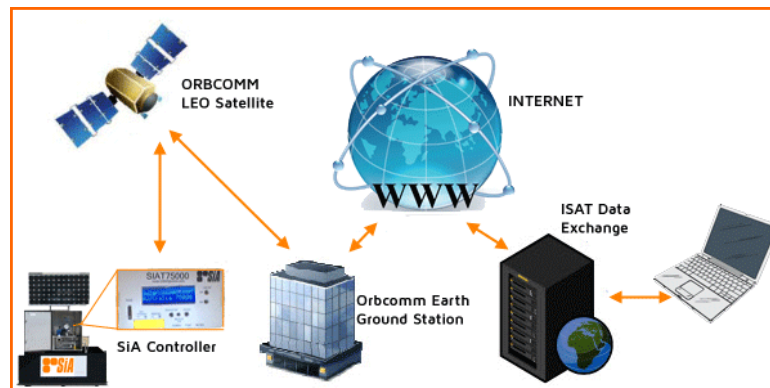 ORBCOMM
LEO Satellite
INTERNET
WWW
ISAT Data
Exchange
SIAT75000
SiA
Orbcomm Earth
Ground Station
SiA Controller
SiA